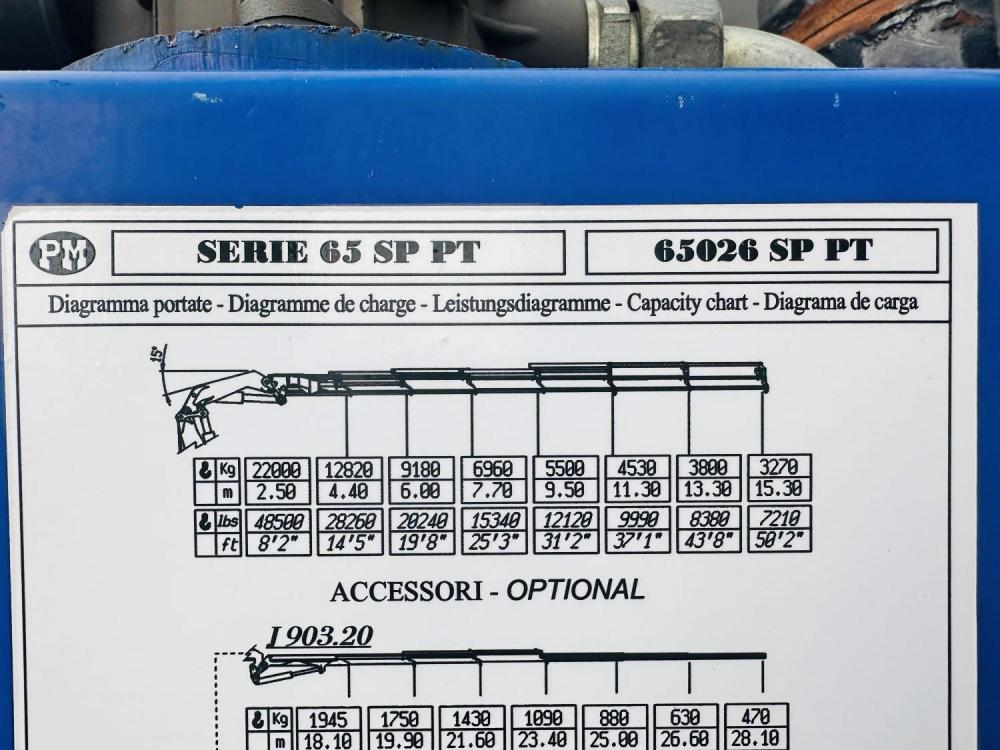 PM SERIE 65 SP PT 65026 SP PT
Diagramma portate - Diagramme de charge - Leistungsdiagramme - Capacity chart - Diagrama de carga
15°
Kg 22000 12820 9180 6960 5500 4530 3800 3270
m 2.50 4.40 6.00 7.70 9.50 11.30 13.30 15.30
lbs 48500 28260 20240 15340 12120 9990 8380 7210
ft 8'2" 14'5" 19'8" 25'3" 31'2" 37'1" 43'8" 50'2"
ACCESSORI - OPTIONAL
J 903.20
Kg 1945 1750 1430 1090 880 630 470
m 18.10 19.90 21.60 23.40 25.00 26.60 28.10